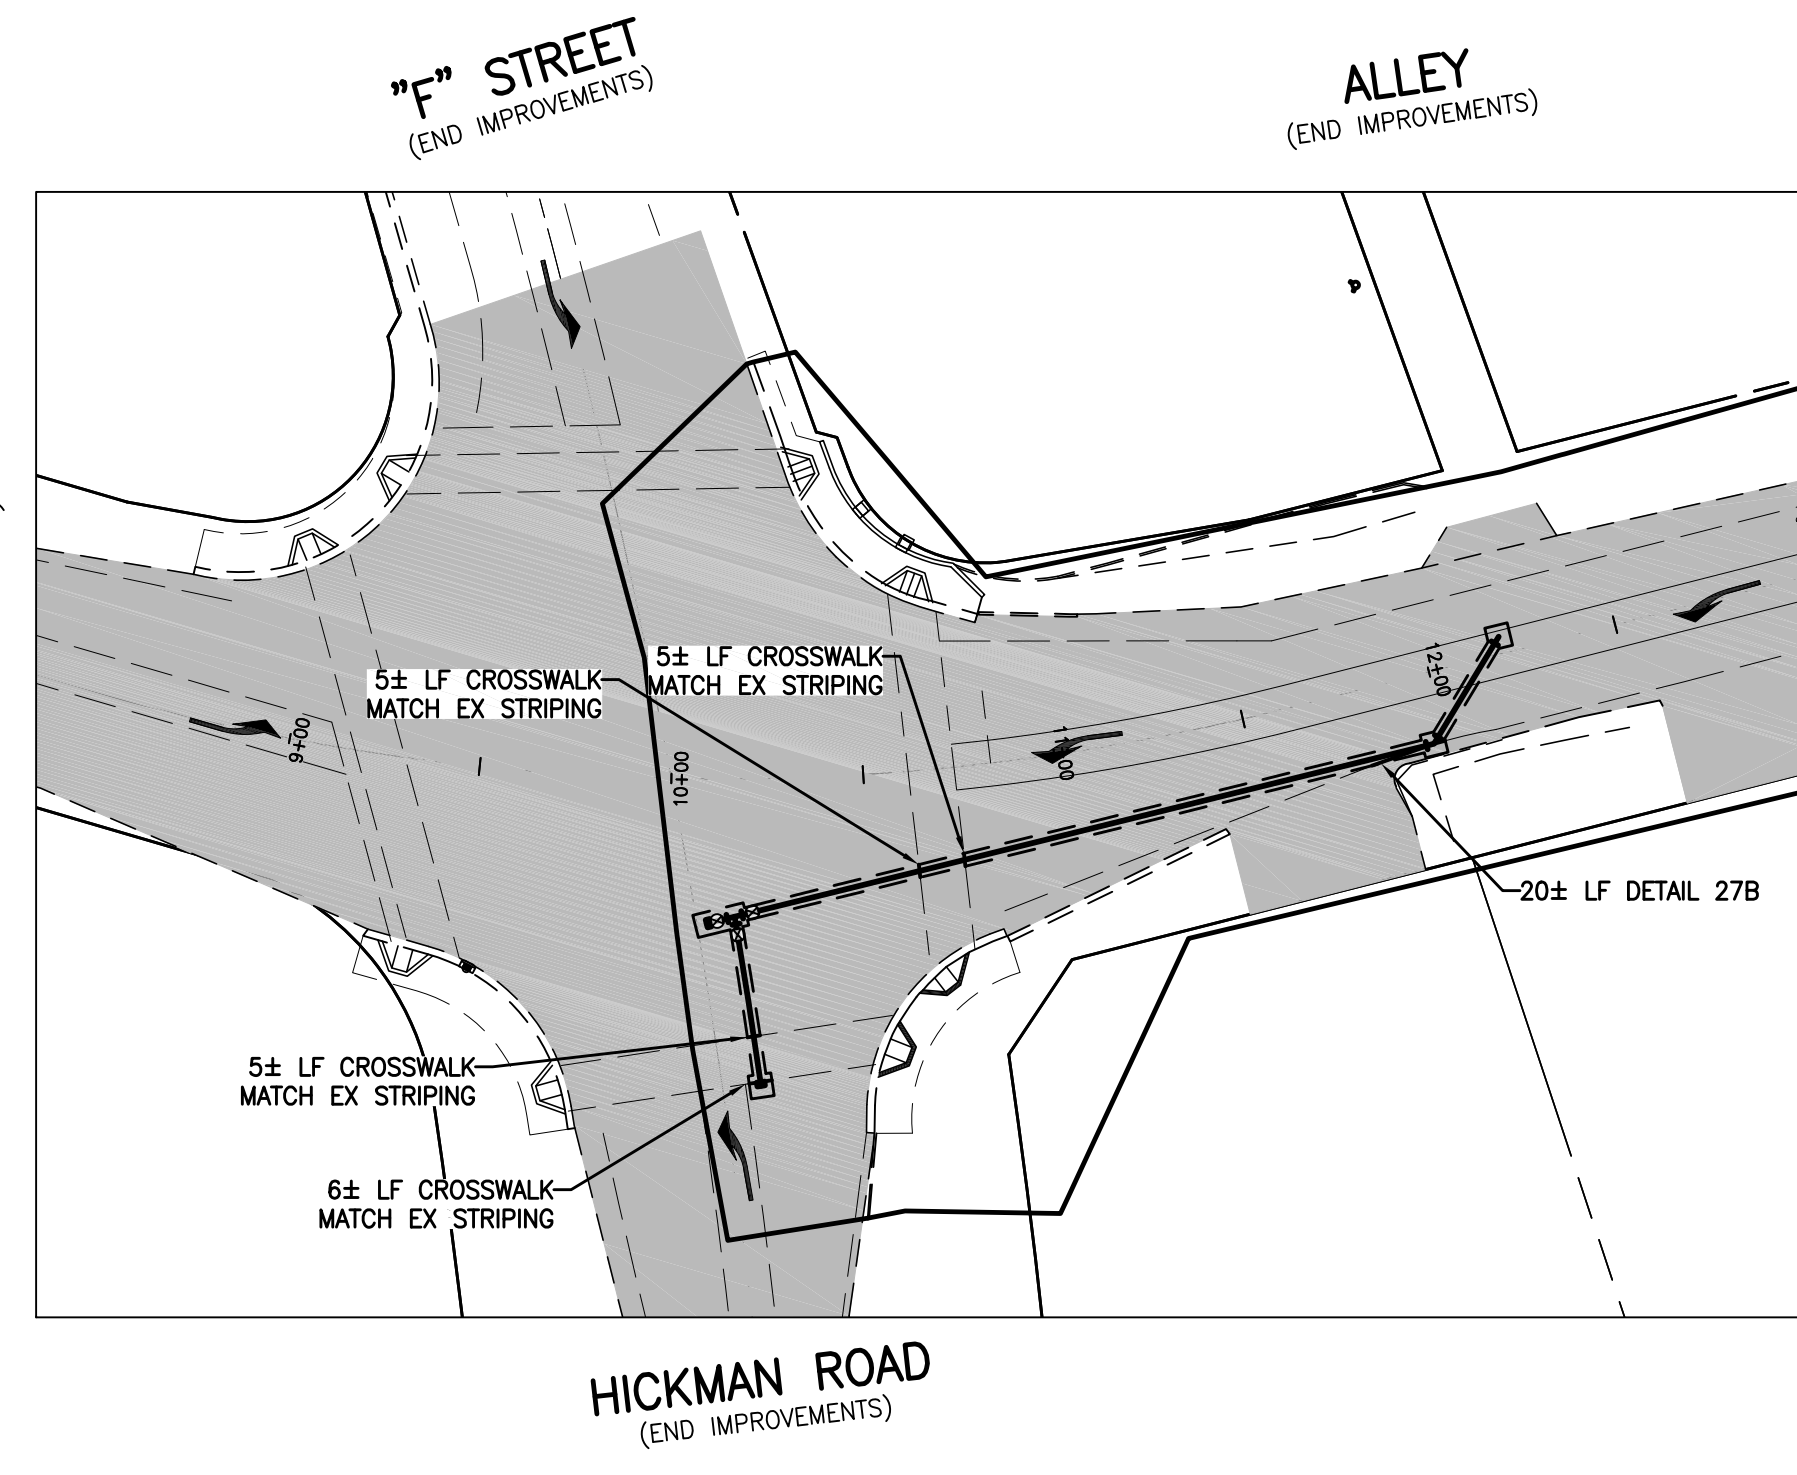 "F" STREET
(END IMPROVEMENTS)
ALLEY
(END IMPROVEMENTS)
5± LF CROSSWALK
MATCH EX STRIPING
5± LF CROSSWALK
MATCH EX STRIPING
12+00
9+00
10+00
11+00
20± LF DETAIL 27B
5± LF CROSSWALK
MATCH EX STRIPING
6± LF CROSSWALK
MATCH EX STRIPING
HICKMAN ROAD
(END IMPROVEMENTS)